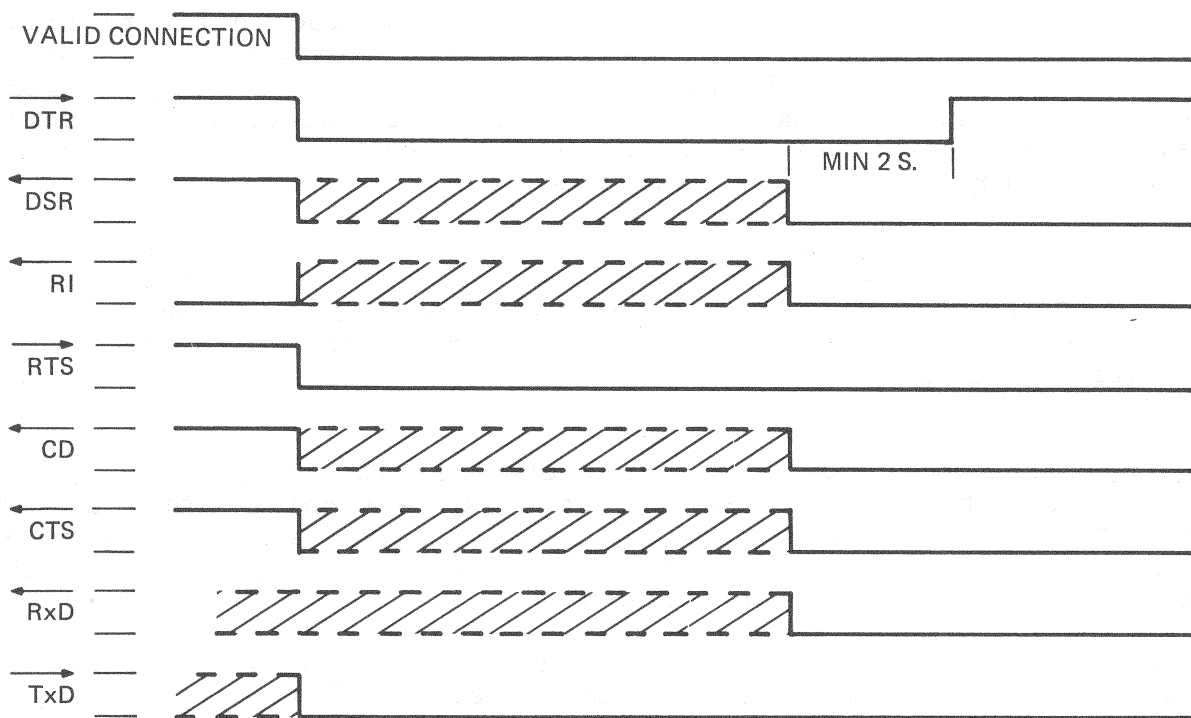 VALID CONNECTION
DTR
MIN 2 S.
DSR
RI
RTS
CD
CTS
RxD
TxD